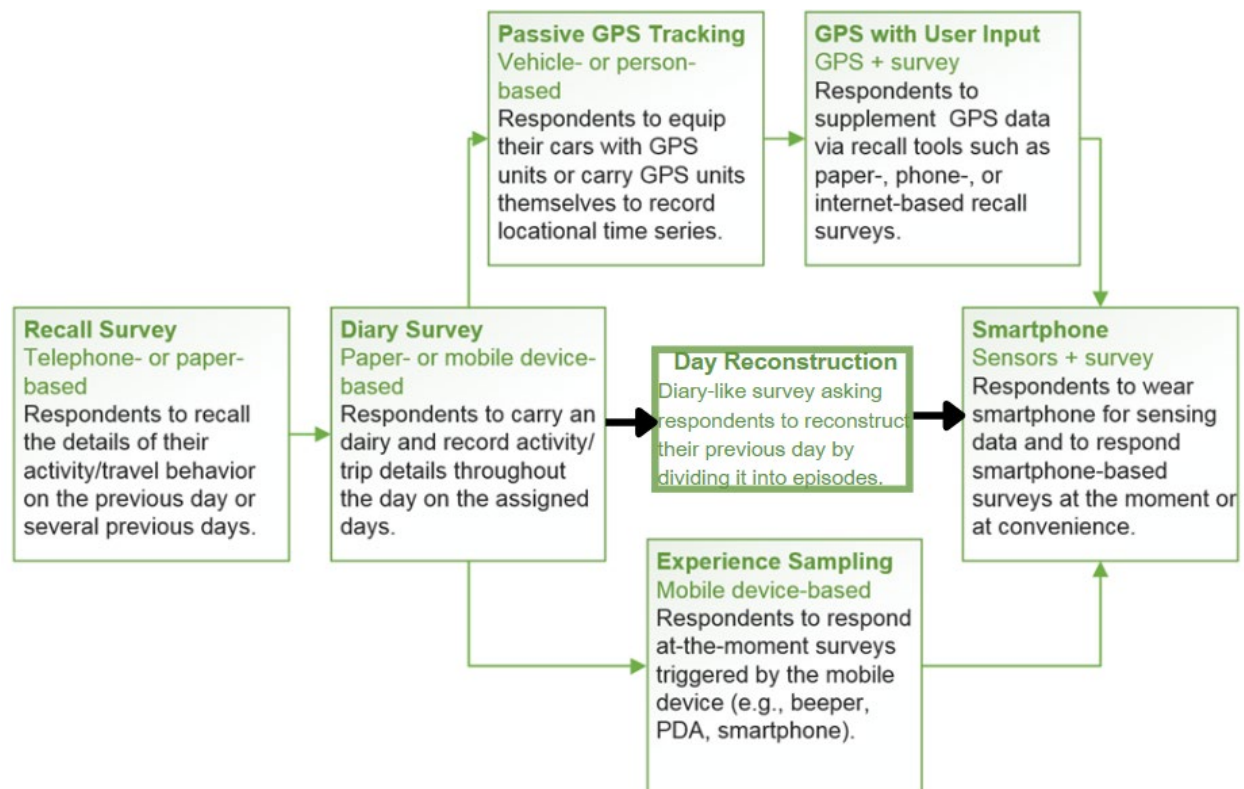 Passive GPS Tracking
Vehicle- or person-
based
Respondents to equip
their cars with GPS
units or carry GPS units
themselves to record
locational time series.
GPS with User Input
GPS + survey
Respondents to
supplement GPS data
via recall tools such as
paper-, phone-, or
internet-based recall
surveys.
Recall Survey
Telephone- or paper-
based
Respondents to recall
the details of their
activity/travel behavior
on the previous day or
several previous days.
Diary Survey
Paper- or mobile device-
based
Respondents to carry an
dairy and record activity/
trip details throughout
the day on the assigned
days.
Day Reconstruction
Diary-like survey asking
respondents to reconstruct
their previous day by
dividing it into episodes.
Smartphone
Sensors + survey
Respondents to wear
smartphone for sensing
data and to respond
smartphone-based
surveys at the moment or
at convenience.
Experience Sampling
Mobile device-based
Respondents to respond
at-the-moment surveys
triggered by the mobile
device (e.g., beeper,
PDA, smartphone).